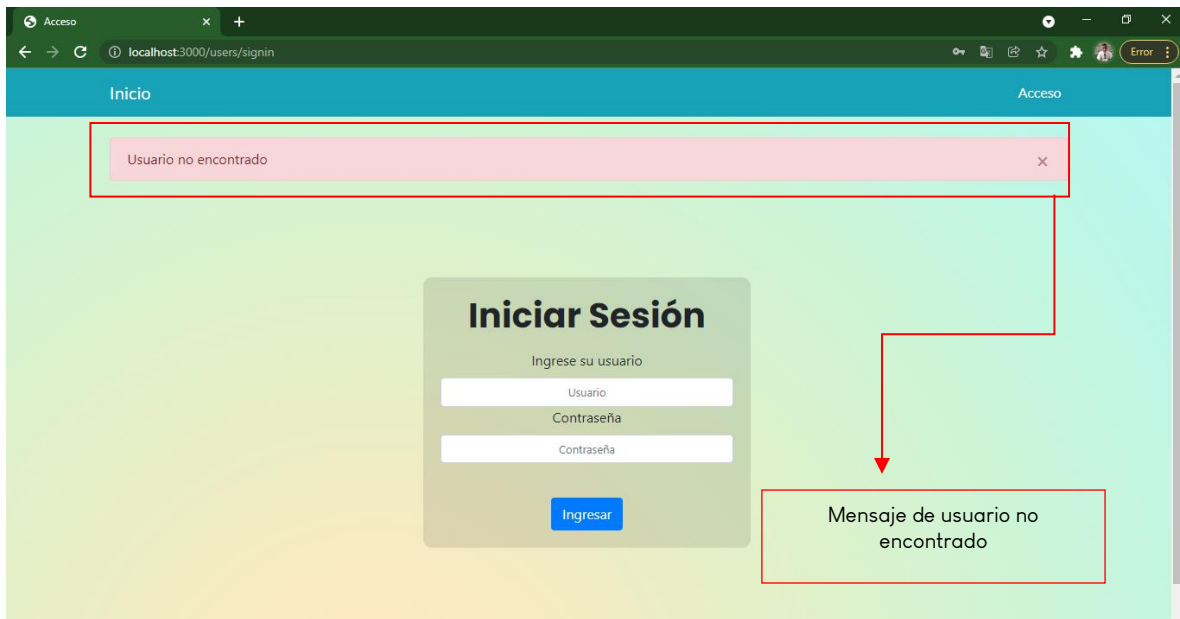 Acceso
localhost:3000/users/signin
Error
Inicio
Acceso
Usuario no encontrado
Iniciar Sesión
Ingrese su usuario
Usuario
Contraseña
Contraseña
Ingresar
Mensaje de usuario no
encontrado